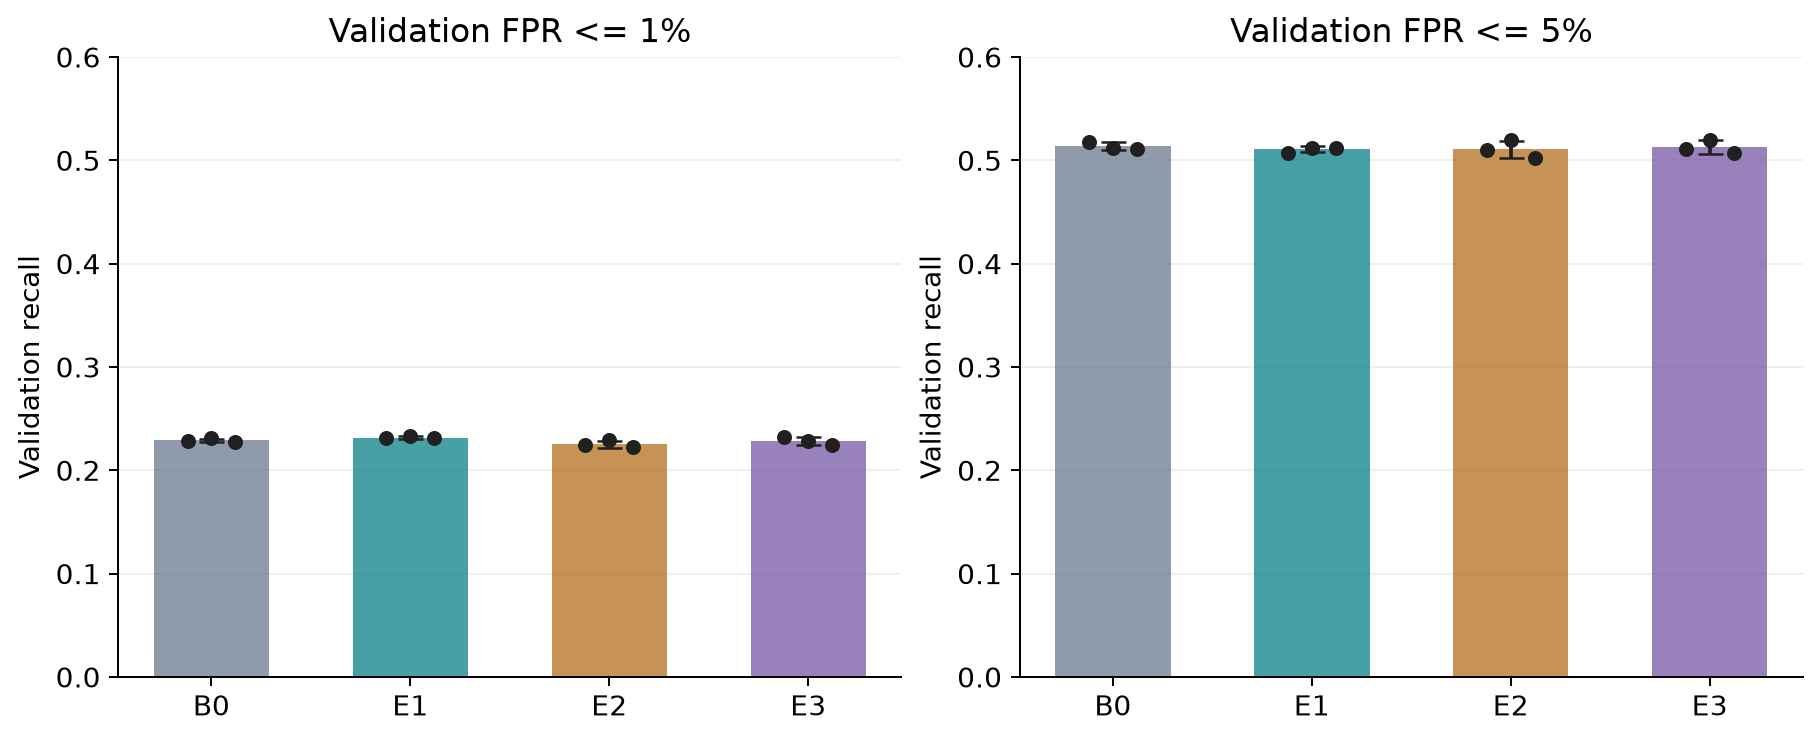 Validation FPR <= 1%
Validation recall
0.6
0.5
0.4
0.3
0.2
0.1
0.0
B0 E1 E2 E3
Validation FPR <= 5%
Validation recall
0.6
0.5
0.4
0.3
0.2
0.1
0.0
B0 E1 E2 E3